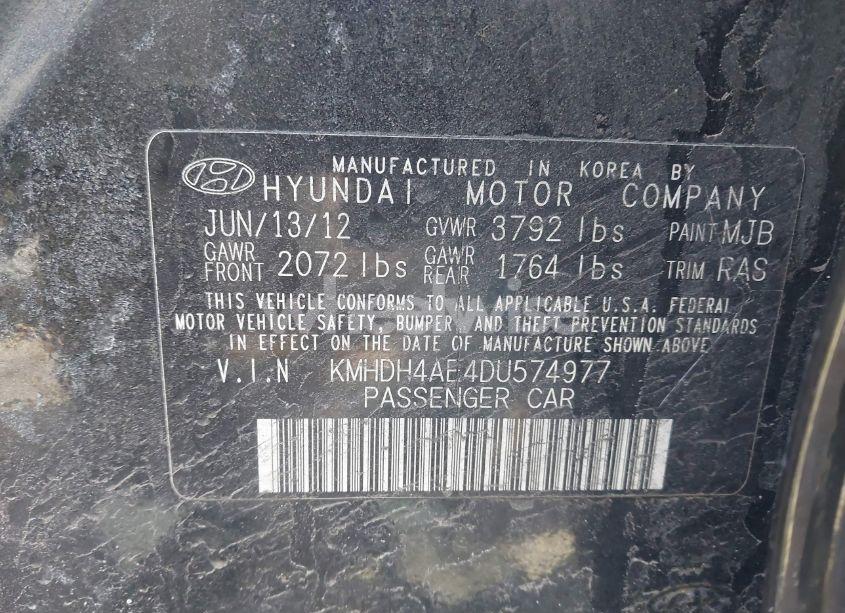 MANUFACTURED IN KOREA BY
HYUNDAI MOTOR COMPANY
JUN/13/12 GVWR 3792 lbs PAINT MJB
GAWR FRONT 2072 lbs GAWR REAR 1764 lbs TRIM RAS
THIS VEHICLE CONFORMS TO ALL APPLICABLE U.S.A. FEDERAL
MOTOR VEHICLE SAFETY, BUMPER AND THEFT PREVENTION STANDARDS
IN EFFECT ON THE DATE OF MANUFACTURE SHOWN ABOVE
V.I.N KMHDH4AE4DU574977
PASSENGER CAR